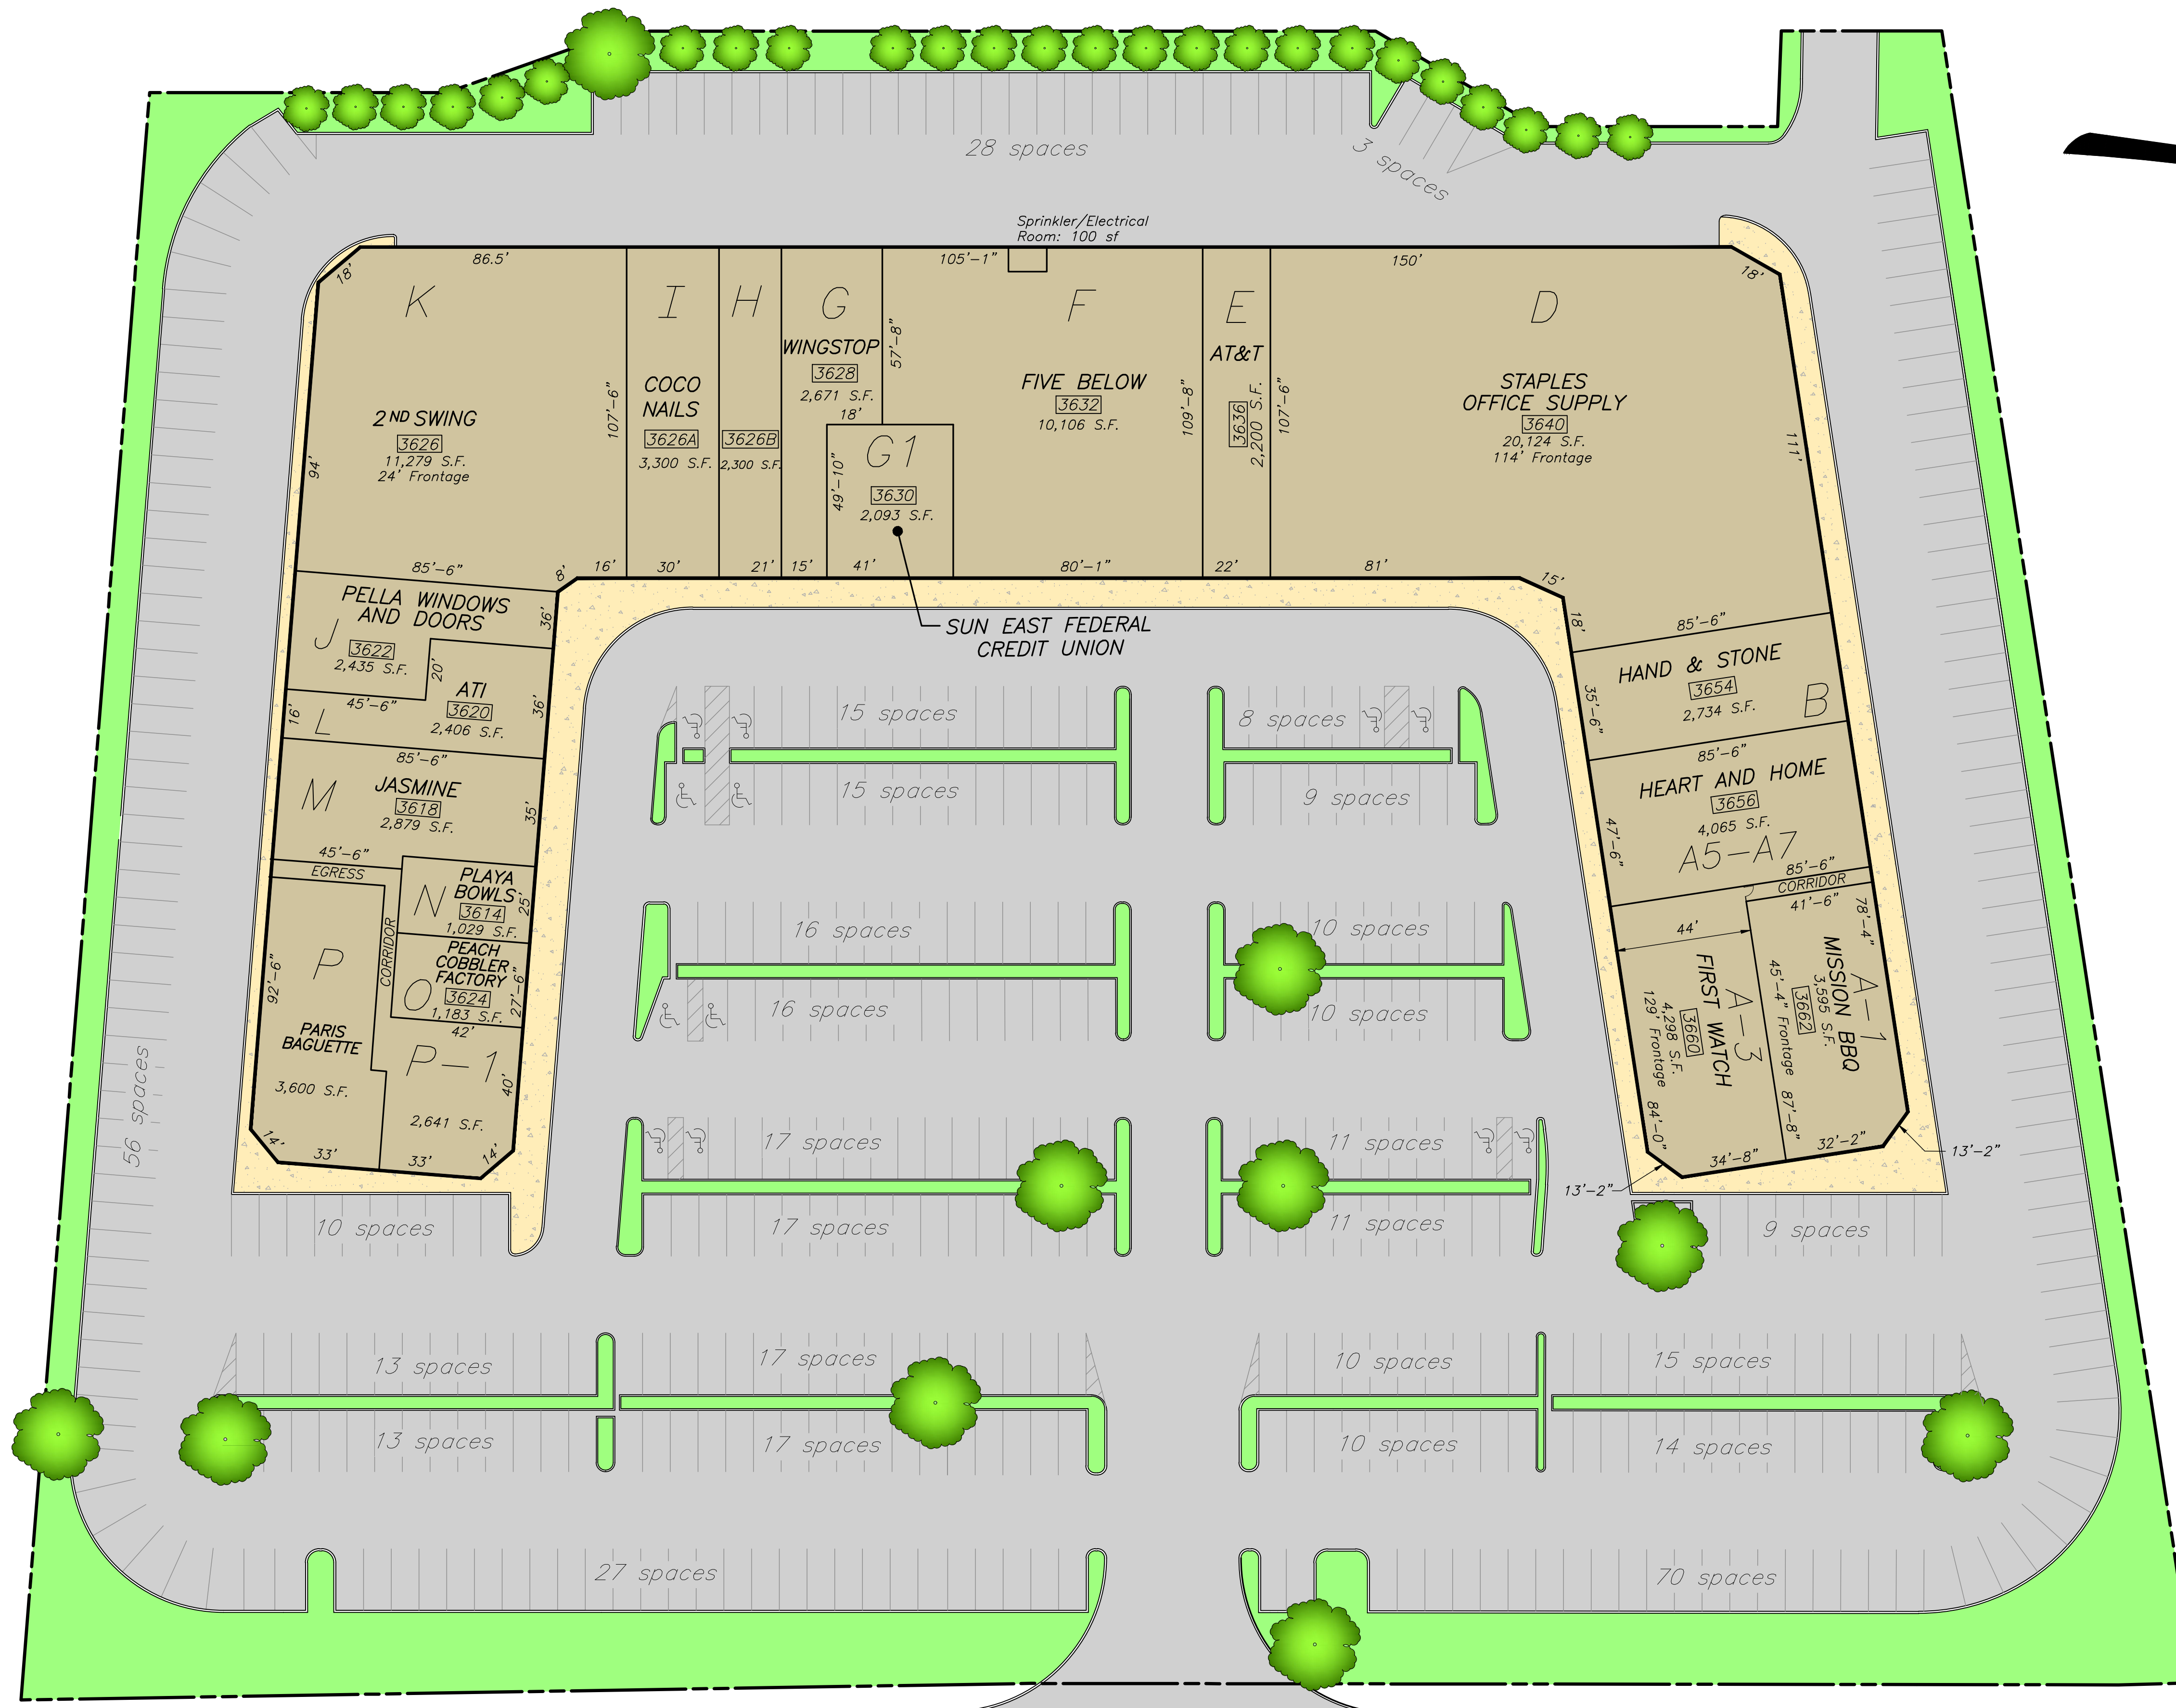 28 spaces
3 spaces
Sprinkler/Electrical
Room: 100 sf
18'
86.5'
105'-1"
150'
18'
K
2ND SWING
3626
11,279 S.F.
24' Frontage
94'
107'-6"
I
COCO
NAILS
3626A
3,300 S.F.
H
3626B
2,300 S.F.
G
WINGSTOP
3628
2,671 S.F.
18'
57'-8"
G1
49'-10"
3630
2,093 S.F.
F
FIVE BELOW
3632
10,106 S.F.
109'-8"
E
AT&T
3636
2,200 S.F.
107'-6"
D
STAPLES
OFFICE SUPPLY
3640
20,124 S.F.
114' Frontage
111'
85'-6"
8'
16'
30'
21'
15'
41'
80'-1"
22'
81'
15'
18'
SUN EAST FEDERAL
CREDIT UNION
PELLA WINDOWS
AND DOORS
J
3622
2,435 S.F.
36'
20'
45'-6"
16'
L
ATI
3620
2,406 S.F.
36'
85'-6"
M
JASMINE
3618
2,879 S.F.
35'
45'-6"
EGRESS
CORRIDOR
N
PLAYA
BOWLS
3614
1,029 S.F.
25'
O
PEACH
COBBLER
FACTORY
3624
1,183 S.F.
27'-6"
42'
P
92'-6"
PARIS
BAGUETTE
3,600 S.F.
P-1
40'
2,641 S.F.
14'
33'
33'
14'
85'-6"
HAND & STONE
3654
2,734 S.F.
B
35'-6"
85'-6"
HEART AND HOME
3656
4,065 S.F.
A5-A7
47'-6"
85'-6"
CORRIDOR
41'-6"
78'-4"
44'
FIRST WATCH
A-3
3660
4,298 S.F.
129' Frontage
84'-0"
MISSION BBQ
A-1
3662
3,595 S.F.
45'-4" Frontage
87'-8"
34'-8"
32'-2"
13'-2"
13'-2"
15 spaces
8 spaces
15 spaces
9 spaces
16 spaces
10 spaces
16 spaces
10 spaces
56 spaces
17 spaces
11 spaces
10 spaces
17 spaces
11 spaces
9 spaces
13 spaces
17 spaces
10 spaces
15 spaces
13 spaces
17 spaces
10 spaces
14 spaces
27 spaces
70 spaces